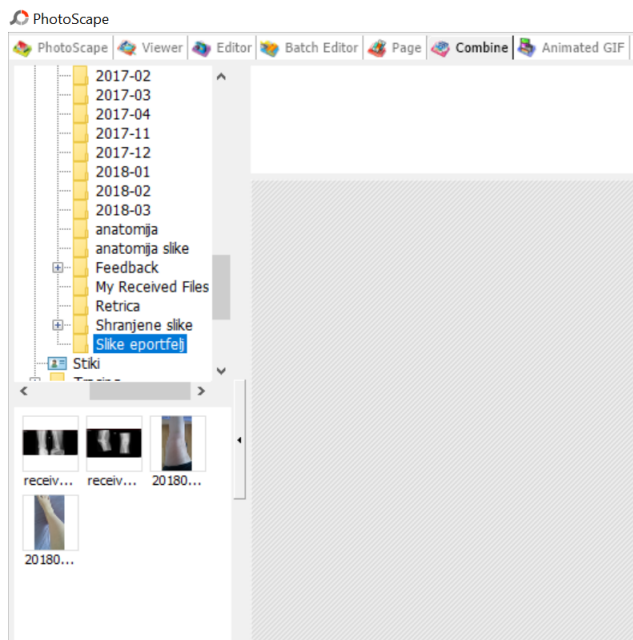 PhotoScape
PhotoScape Viewer Editor Batch Editor Page Combine Animated GIF
2017-02
2017-03
2017-04
2017-11
2017-12
2018-01
2018-02
2018-03
anatomija
anatomija slike
Feedback
My Received Files
Retrica
Shranjene slike
Slike eportfelj
Stiki
receiv... receiv... 20180...
20180...